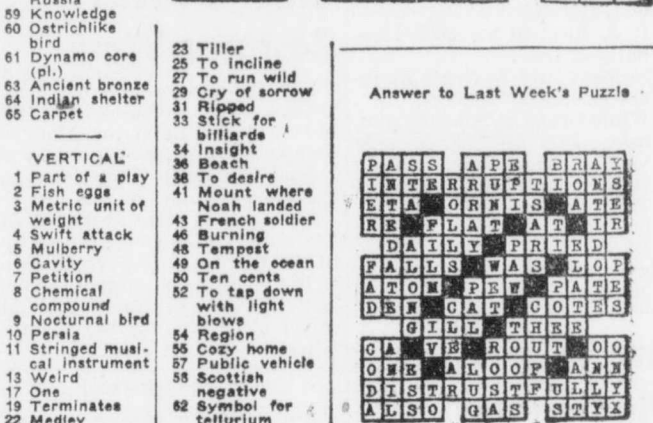 Russia
59 Knowledge
60 Ostrichlike
bird
61 Dynamo core
(pl.)
63 Ancient bronze
64 Indian shelter
65 Carpet
VERTICAL
1 Part of a play
2 Fish eggs
3 Metric unit of
weight
4 Swift attack
5 Mulberry
6 Cavity
7 Petition
8 Chemical
compound
9 Nocturnal bird
10 Persia
11 Stringed musi-
cal instrument
13 Weird
17 One
19 Terminates
22 Medley
23 Tiller
25 To incline
27 To run wild
29 Cry of sorrow
31 Ripped
33 Stick for
billiards
34 Insight
36 Beach
38 To desire
41 Mount where
Noah landed
43 French soldier
46 Burning
48 Tempest
49 On the ocean
50 Ten cents
52 To tap down
with light
blows
54 Region
55 Cozy home
57 Public vehicle
58 Scottish
negative
62 Symbol for
tellurium
Answer to Last Week's Puzzle
PASS APE BRAY
INTERRUPTIONS
ETA ORNIS ATE
RE FLAT AT IR
DAILY PRIED
FALLS WAS LOP
ATOM PEW PATE
DEN CAT COTES
GILL THEE
CA VE ROUT OO
ONE ALOOF ANN
DISTRUSTFULLY
ALSO GAS STYX